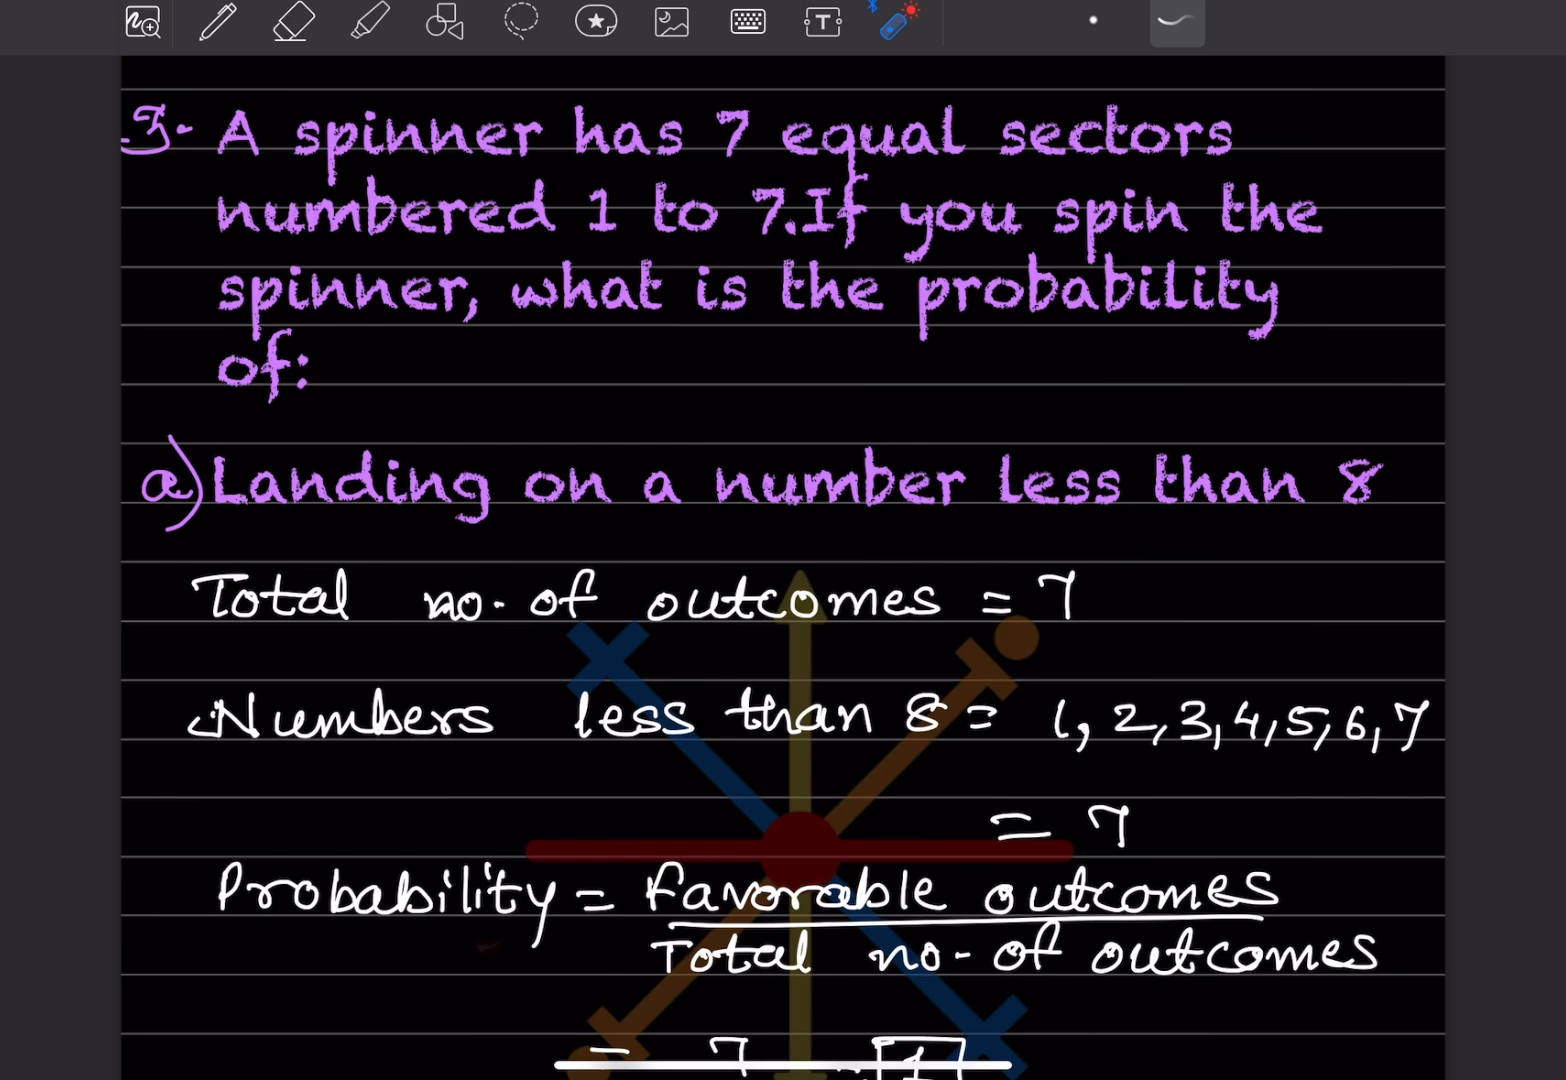 3. A spinner has 7 equal sectors
numbered 1 to 7.If you spin the
spinner, what is the probability
of:
a) Landing on a number less than 8
Total no. of outcomes = 7
Numbers less than 8 = 1, 2, 3, 4, 5, 6, 7
= 7
Probability = Favorable outcomes
Total no. of outcomes
= 7